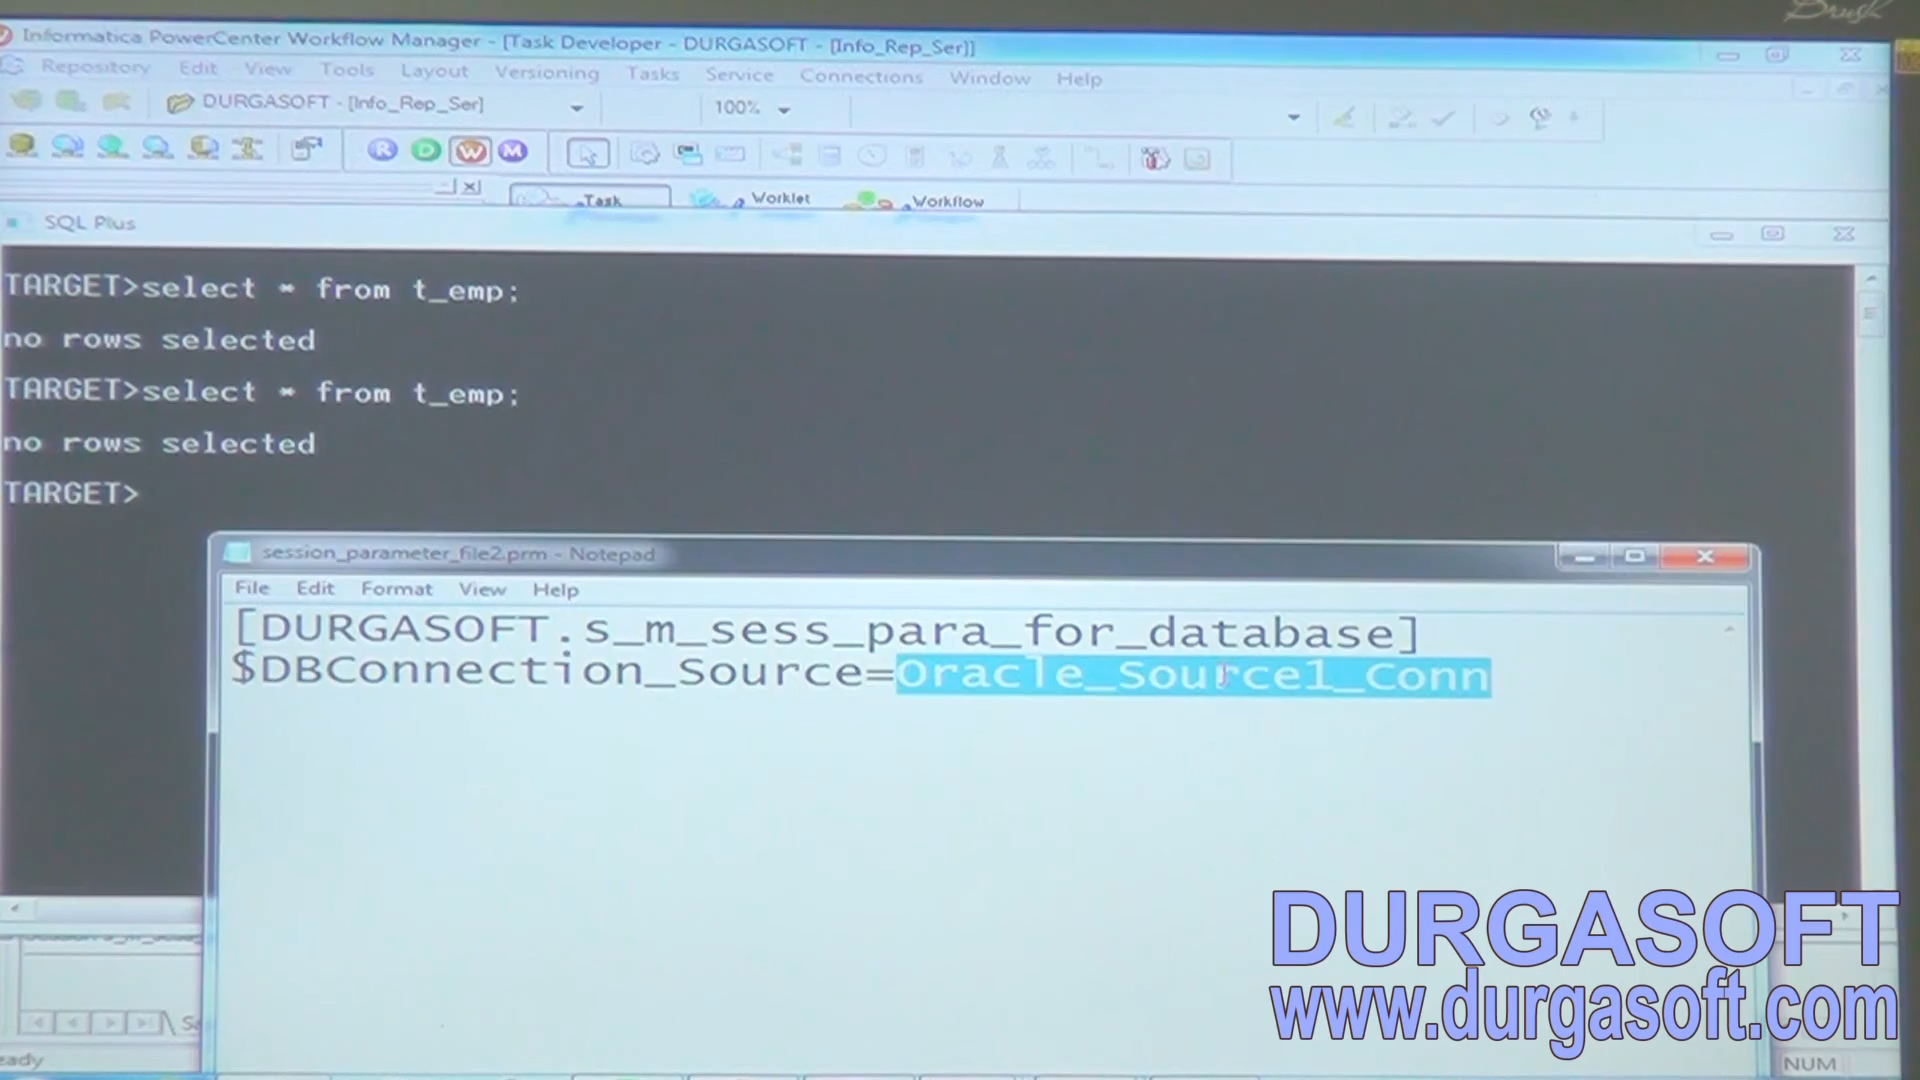 Brush
Informatica PowerCenter Workflow Manager - [Task Developer - DURGASOFT - [Info_Rep_Ser]]
Repository Edit View Tools Layout Versioning Tasks Service Connections Window Help
DURGASOFT - [Info_Rep_Ser] 100%
R D W M
Task Worklet Workflow
SQL Plus
TARGET>select * from t_emp;
no rows selected
TARGET>select * from t_emp;
no rows selected
TARGET>
session_parameter_file2.prm - Notepad
File Edit Format View Help
[DURGASOFT.s_m_sess_para_for_database]
$DBConnection_Source=Oracle_Source1_Conn
DURGASOFT
www.durgasoft.com
eady
NUM